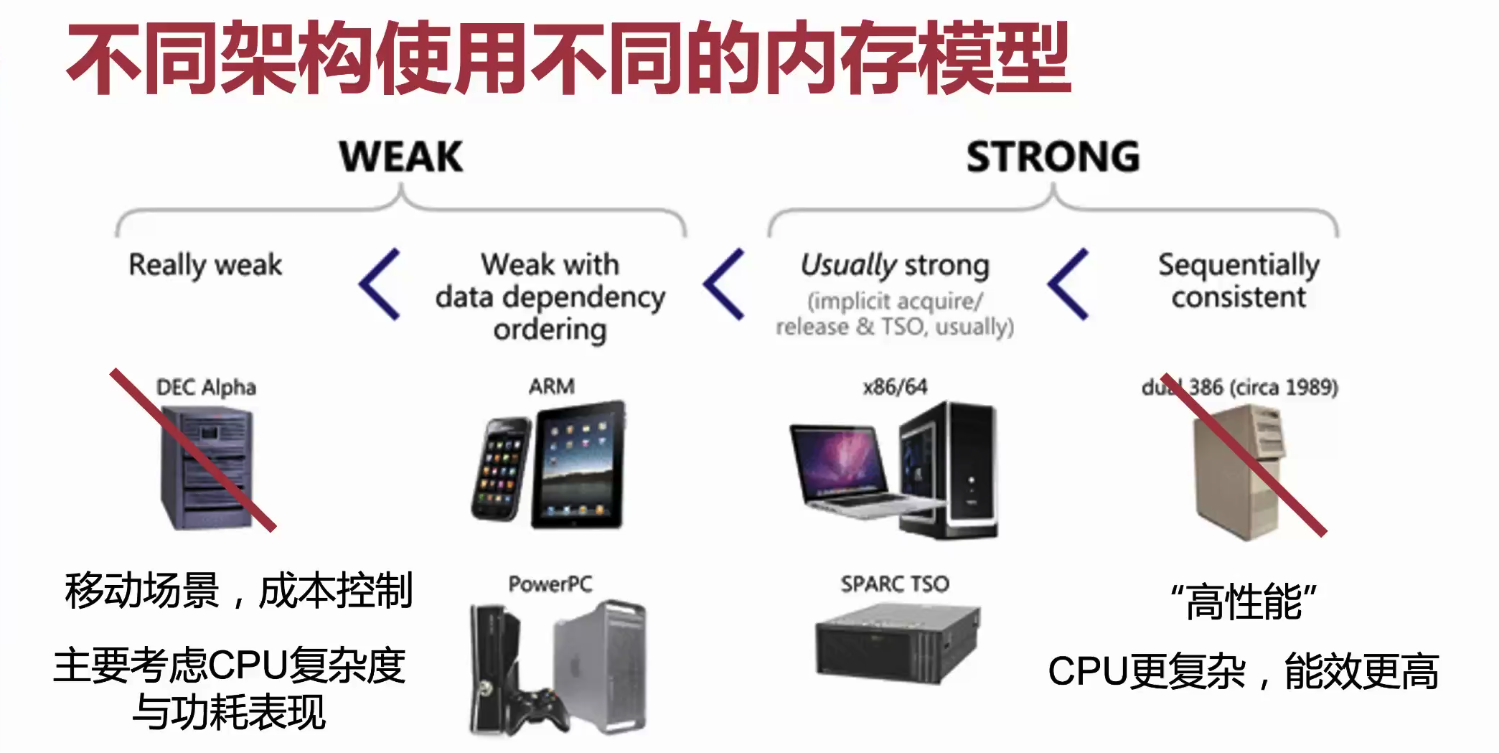 不同架构使用不同的内存模型
WEAK
STRONG
Really weak
Weak with
data dependency
ordering
Usually strong
(implicit acquire/
release & TSO, usually)
Sequentially
consistent
DEC Alpha
ARM
x86/64
dual 386 (circa 1989)
PowerPC
SPARC TSO
移动场景，成本控制
主要考虑CPU复杂度
与功耗表现
“高性能”
CPU更复杂，能效更高